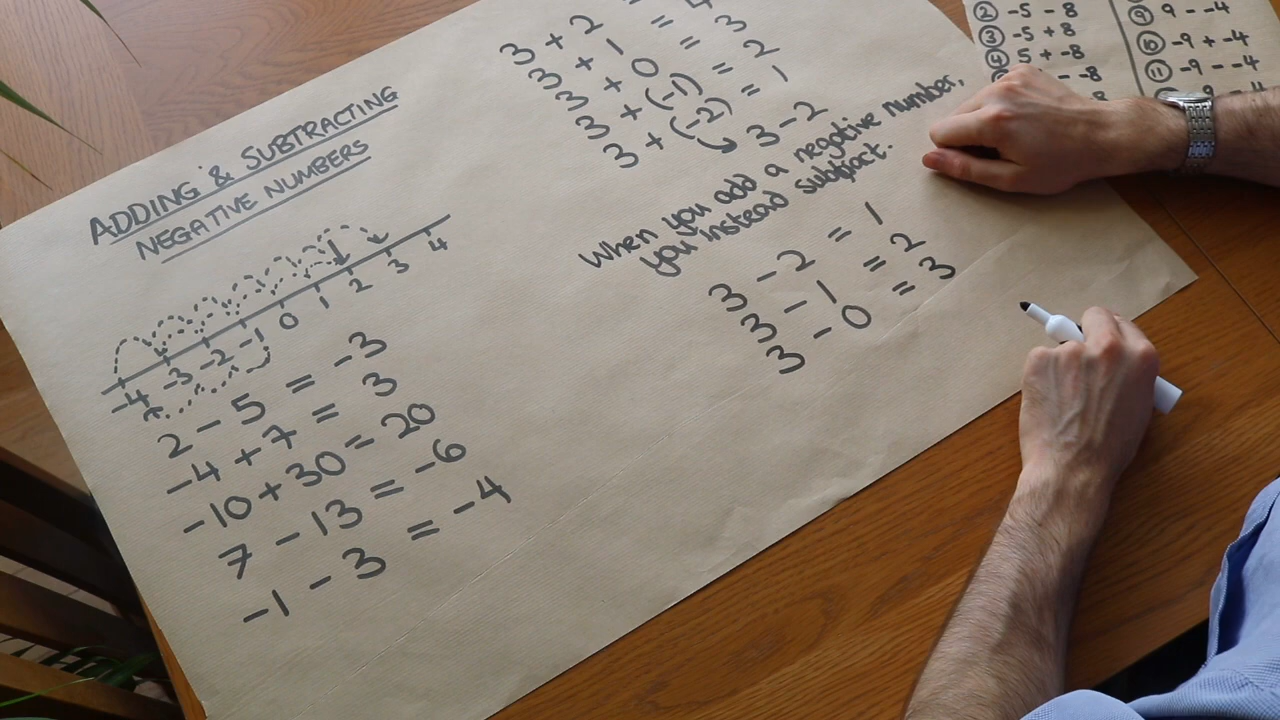 ADDING & SUBTRACTING
NEGATIVE NUMBERS
-4 -3 -2 -1 0 1 2 3 4
2 - 5 = -3
-4 + 7 = 3
-10 + 30 = 20
7 - 13 = -6
-1 - 3 = -4
3 + 2 =
3 + 1 = 4
3 + 0 = 3
3 + (-1) = 2
3 + (-2) = 1
3 - 2
When you add a negative number,
you instead subtract.
3 - 2 = 1
3 - 1 = 2
3 - 0 = 3
② -5 - 8
③ -5 + 8
④ 5 + -8
- -8
8
⑨ 9 - -4
⑩ -9 + -4
⑪ -9 - -4